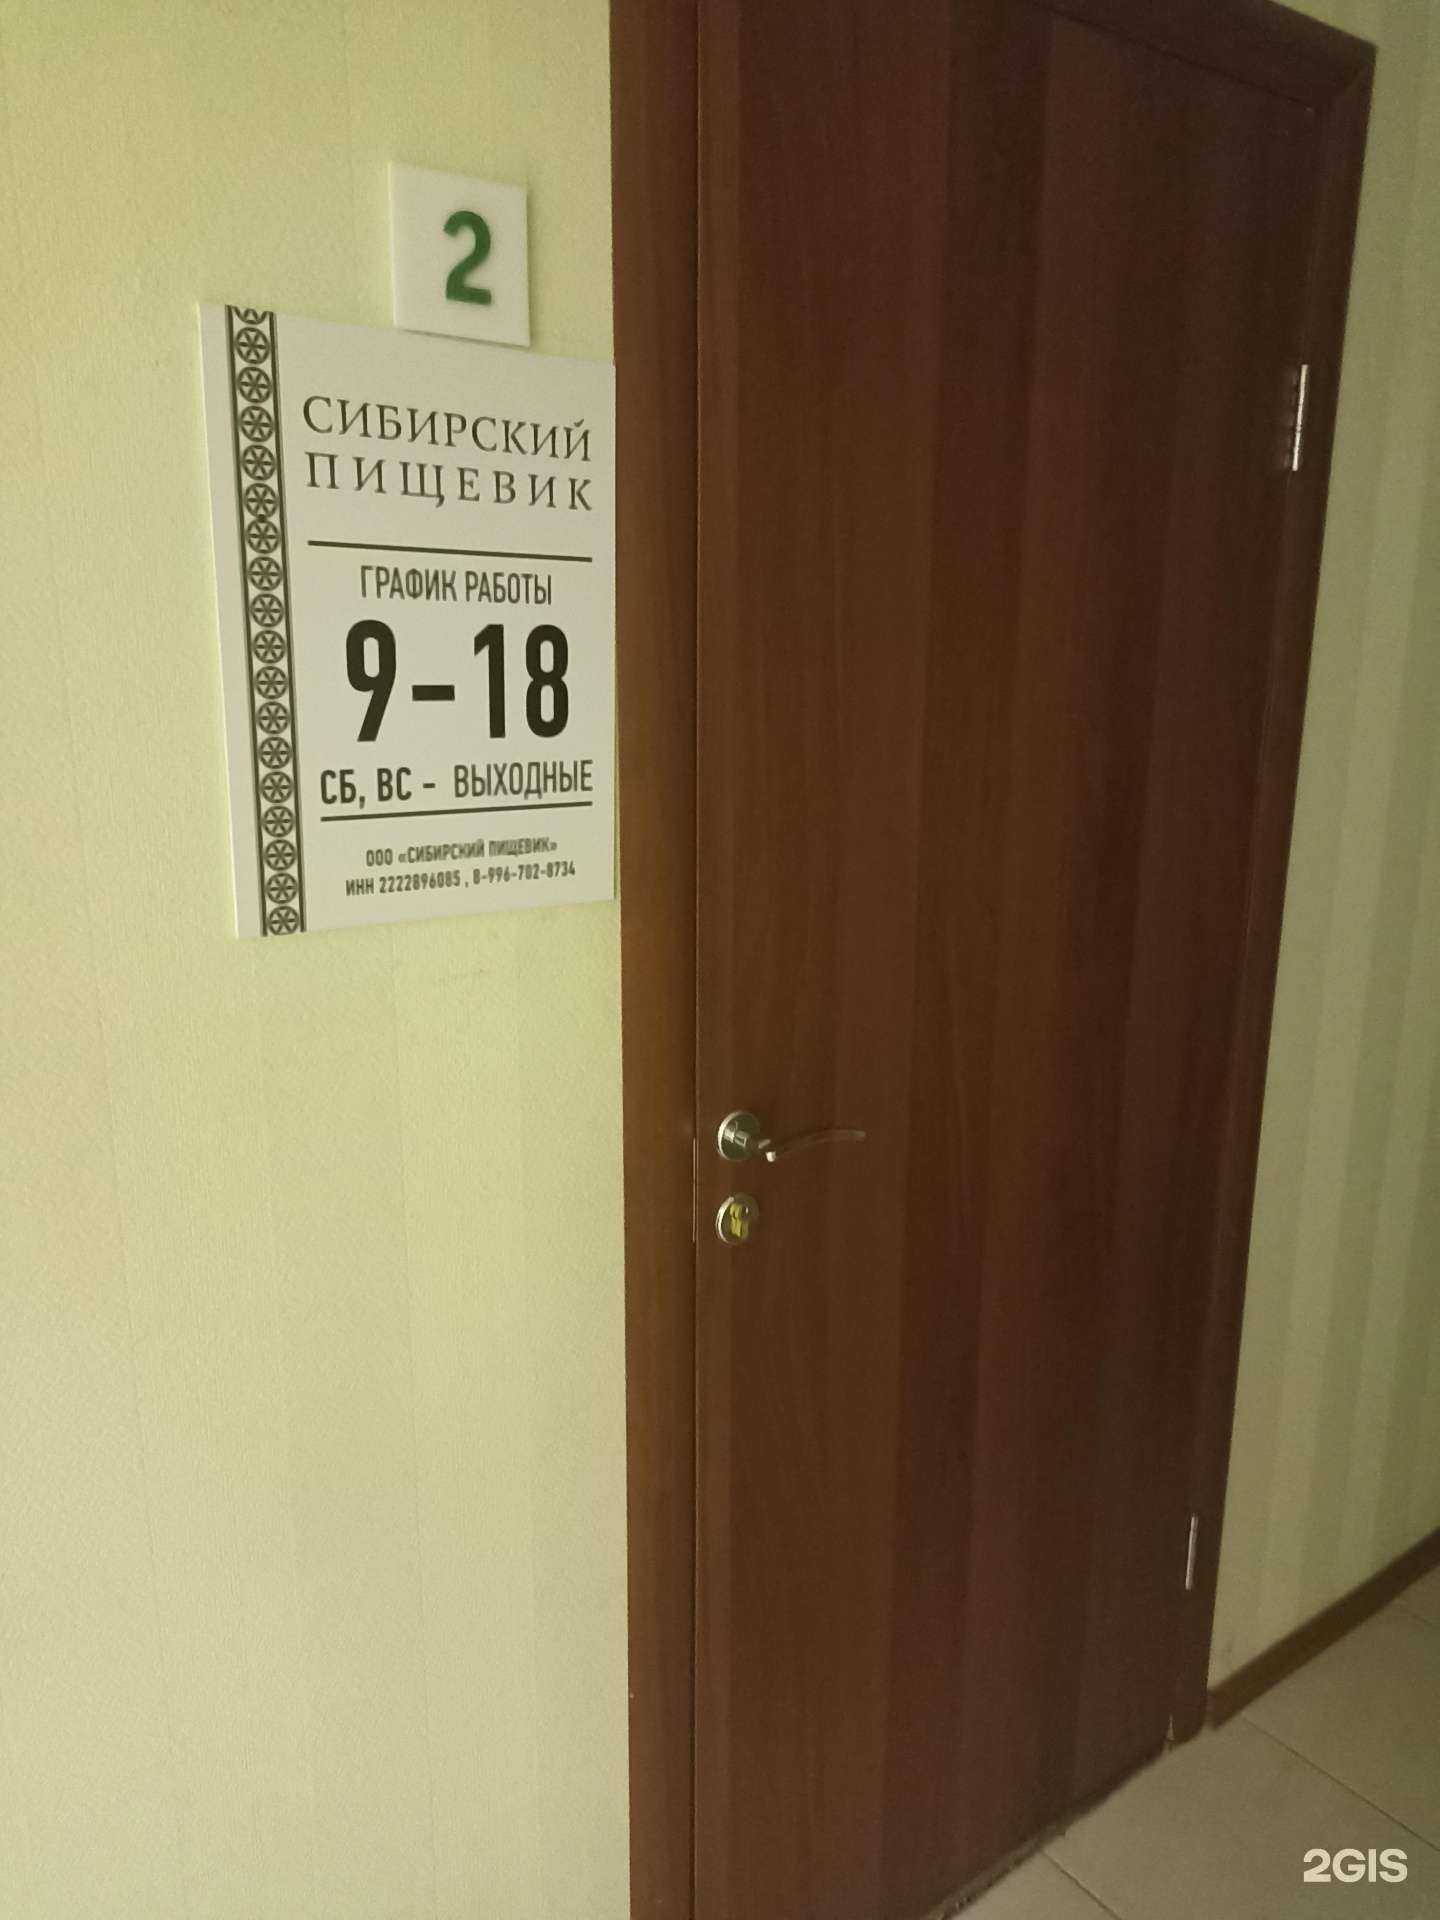 2
СИБИРСКИЙ
ПИЩЕВИК
ГРАФИК РАБОТЫ
9-18
СБ, ВС - ВЫХОДНЫЕ
ООО «СИБИРСКИЙ ПИЩЕВИК»
ИНН 2222896085 , 8-996-702-8734
2GIS